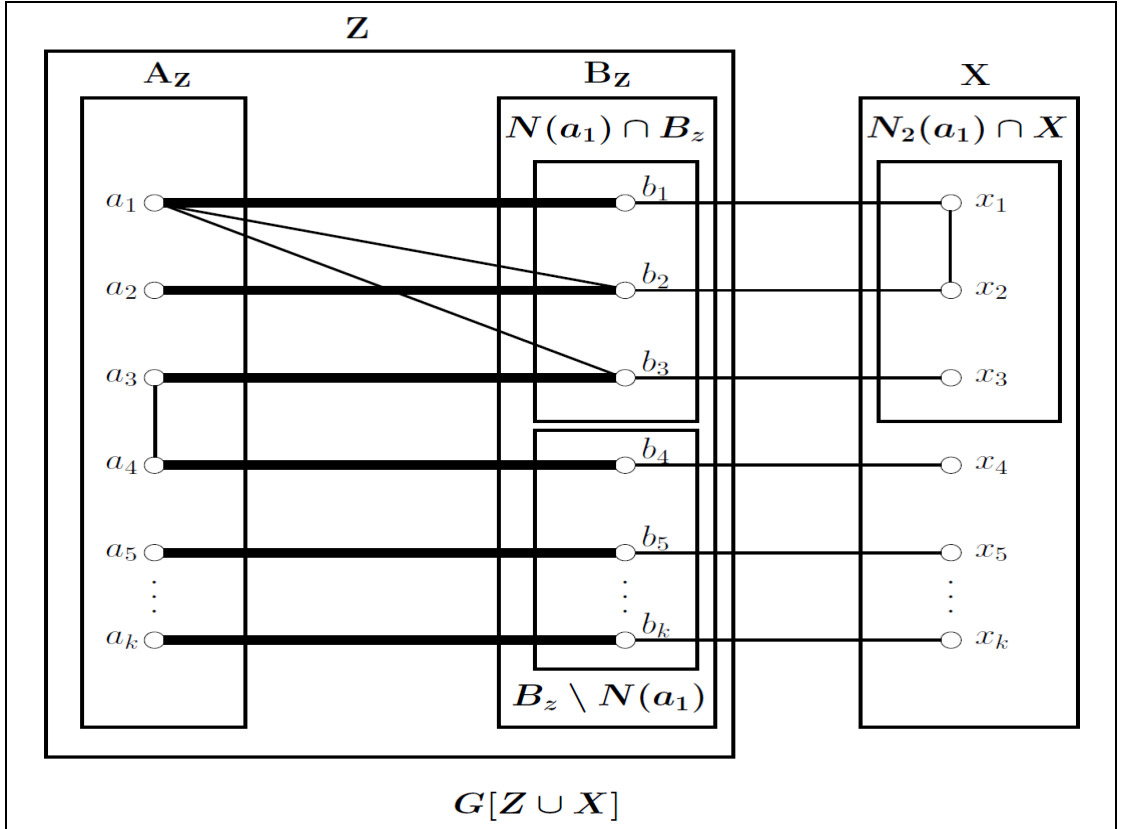 Z
A_Z B_Z X
N(a_1) ∩ B_z N_2(a_1) ∩ X
a_1 b_1 x_1
a_2 b_2 x_2
a_3 b_3 x_3
a_4 b_4 x_4
a_5 b_5 x_5
⋮ ⋮ ⋮
a_k b_k x_k
B_z \ N(a_1)
G[Z ∪ X]